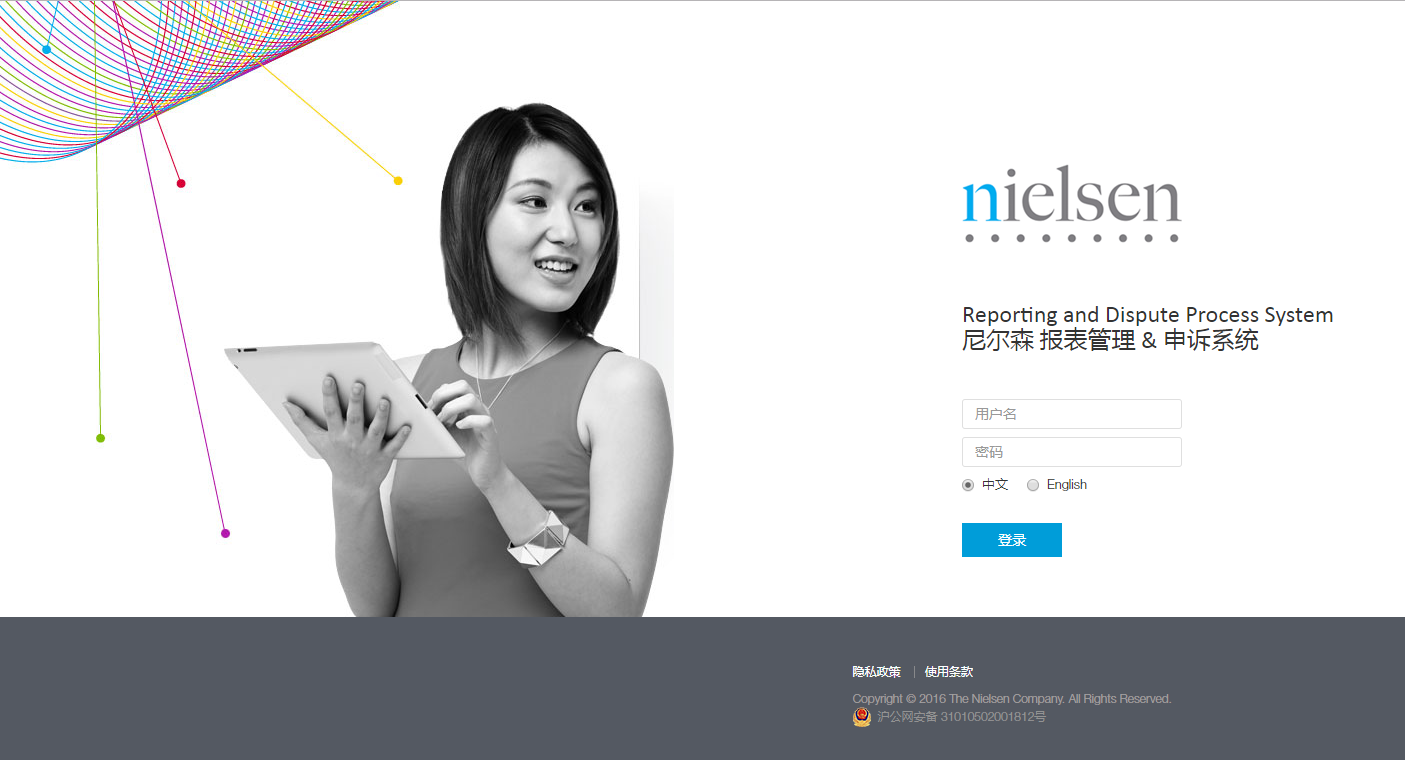 nielsen
Reporting and Dispute Process System
尼尔森 报表管理 & 申诉系统
用户名
密码
中文 English
登录
隐私政策 | 使用条款
Copyright © 2016 The Nielsen Company. All Rights Reserved.
沪公网安备 31010502001812号